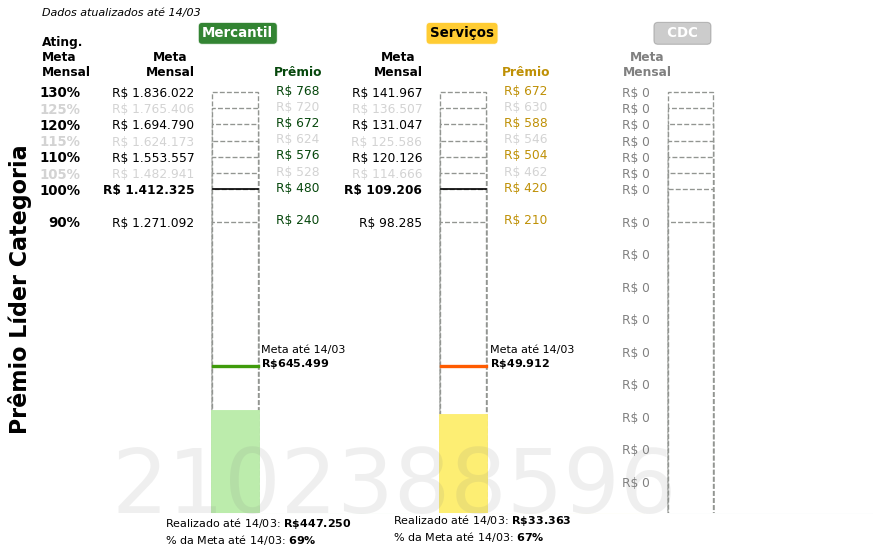 Dados atualizados até 14/03
Mercantil Serviços CDC
Ating. Meta Mensal Meta Mensal Prêmio Meta Mensal Prêmio Meta Mensal
130% R$ 1.836.022 R$ 768 R$ 141.967 R$ 672 R$ 0
125% R$ 1.765.406 R$ 720 R$ 136.507 R$ 630 R$ 0
120% R$ 1.694.790 R$ 672 R$ 131.047 R$ 588 R$ 0
115% R$ 1.624.173 R$ 624 R$ 125.586 R$ 546 R$ 0
110% R$ 1.553.557 R$ 576 R$ 120.126 R$ 504 R$ 0
105% R$ 1.482.941 R$ 528 R$ 114.666 R$ 462 R$ 0
100% R$ 1.412.325 R$ 480 R$ 109.206 R$ 420 R$ 0
90% R$ 1.271.092 R$ 240 R$ 98.285 R$ 210 R$ 0
R$ 0
R$ 0
R$ 0
R$ 0
R$ 0
R$ 0
R$ 0
R$ 0
Prêmio Líder Categoria
Meta até 14/03
R$645.499
Meta até 14/03
R$49.912
2102388596
Realizado até 14/03: R$447.250
% da Meta até 14/03: 69%
Realizado até 14/03: R$33.363
% da Meta até 14/03: 67%